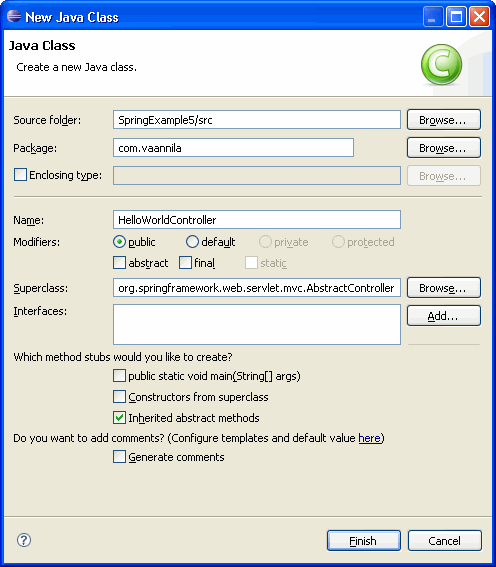 New Java Class
Java Class
Create a new Java class.
C
Source folder: SpringExample5/src Browse...
Package: com.vaannila Browse...
Enclosing type: Browse...
Name: HelloWorldController
Modifiers: public default private protected
abstract final static
Superclass: org.springframework.web.servlet.mvc.AbstractController Browse...
Interfaces: Add...
Which method stubs would you like to create?
public static void main(String[] args)
Constructors from superclass
Inherited abstract methods
Do you want to add comments? (Configure templates and default value here)
Generate comments
? Finish Cancel